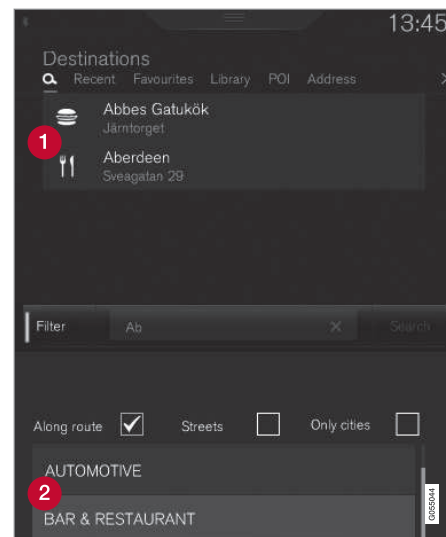 13:45
Destinations
Recent Favourites Library POI Address
Abbes Gatukök
Järntorget
1
Aberdeen
Sveagatan 29
Filter Ab Search
Along route Streets Only cities
AUTOMOTIVE
2
BAR & RESTAURANT
G055044